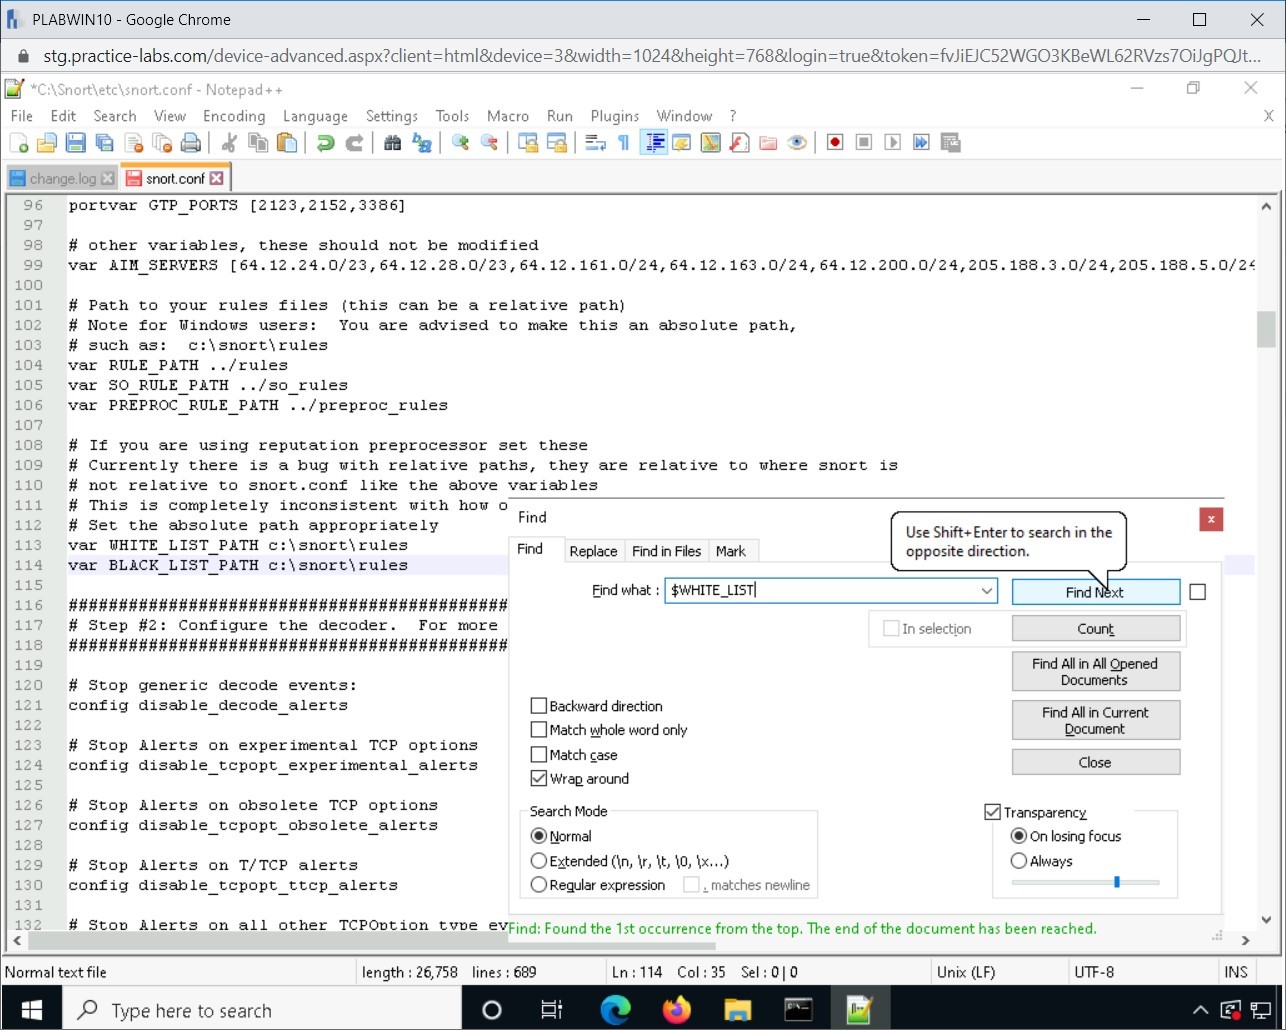 PLABWIN10 - Google Chrome
stg.practice-labs.com/device-advanced.aspx?client=html&device=3&width=1024&height=768&login=true&token=fvJiEJC52WGO3KBeWL62RVzs7OiJgPQJt...
*C:\Snort\etc\snort.conf - Notepad++
File Edit Search View Encoding Language Settings Tools Macro Run Plugins Window ? X
change.log snort.conf
96 portvar GTP_PORTS [2123,2152,3386]
97
98 # other variables, these should not be modified
99 var AIM_SERVERS [64.12.24.0/23,64.12.28.0/23,64.12.161.0/24,64.12.163.0/24,64.12.200.0/24,205.188.3.0/24,205.188.5.0/24
100
101 # Path to your rules files (this can be a relative path)
102 # Note for Windows users:  You are advised to make this an absolute path,
103 # such as:  c:\snort\rules
104 var RULE_PATH ../rules
105 var SO_RULE_PATH ../so_rules
106 var PREPROC_RULE_PATH ../preproc_rules
107
108 # If you are using reputation preprocessor set these
109 # Currently there is a bug with relative paths, they are relative to where snort is
110 # not relative to snort.conf like the above variables
111 # This is completely inconsistent with how o
112 # Set the absolute path appropriately
113 var WHITE_LIST_PATH c:\snort\rules
114 var BLACK_LIST_PATH c:\snort\rules
115
116 ############################################
117 # Step #2: Configure the decoder.  For more
118 ############################################
119
120 # Stop generic decode events:
121 config disable_decode_alerts
122
123 # Stop Alerts on experimental TCP options
124 config disable_tcpopt_experimental_alerts
125
126 # Stop Alerts on obsolete TCP options
127 config disable_tcpopt_obsolete_alerts
128
129 # Stop Alerts on T/TCP alerts
130 config disable_tcpopt_ttcp_alerts
131
132 # Stop Alerts on all other TCPOption type ev
Find
x
Use Shift+Enter to search in the
opposite direction.
Find Replace Find in Files Mark
Find what : $WHITE_LIST
Find Next
In selection
Count
Find All in All Opened
Documents
Find All in Current
Document
Close
Backward direction
Match whole word only
Match case
Wrap around
Search Mode
Normal
Extended (\n, \r, \t, \0, \x...)
Regular expression . matches newline
Transparency
On losing focus
Always
Find: Found the 1st occurrence from the top. The end of the document has been reached.
Normal text file length : 26,758 lines : 689 Ln : 114 Col : 35 Sel : 0 | 0 Unix (LF) UTF-8 INS
Type here to search